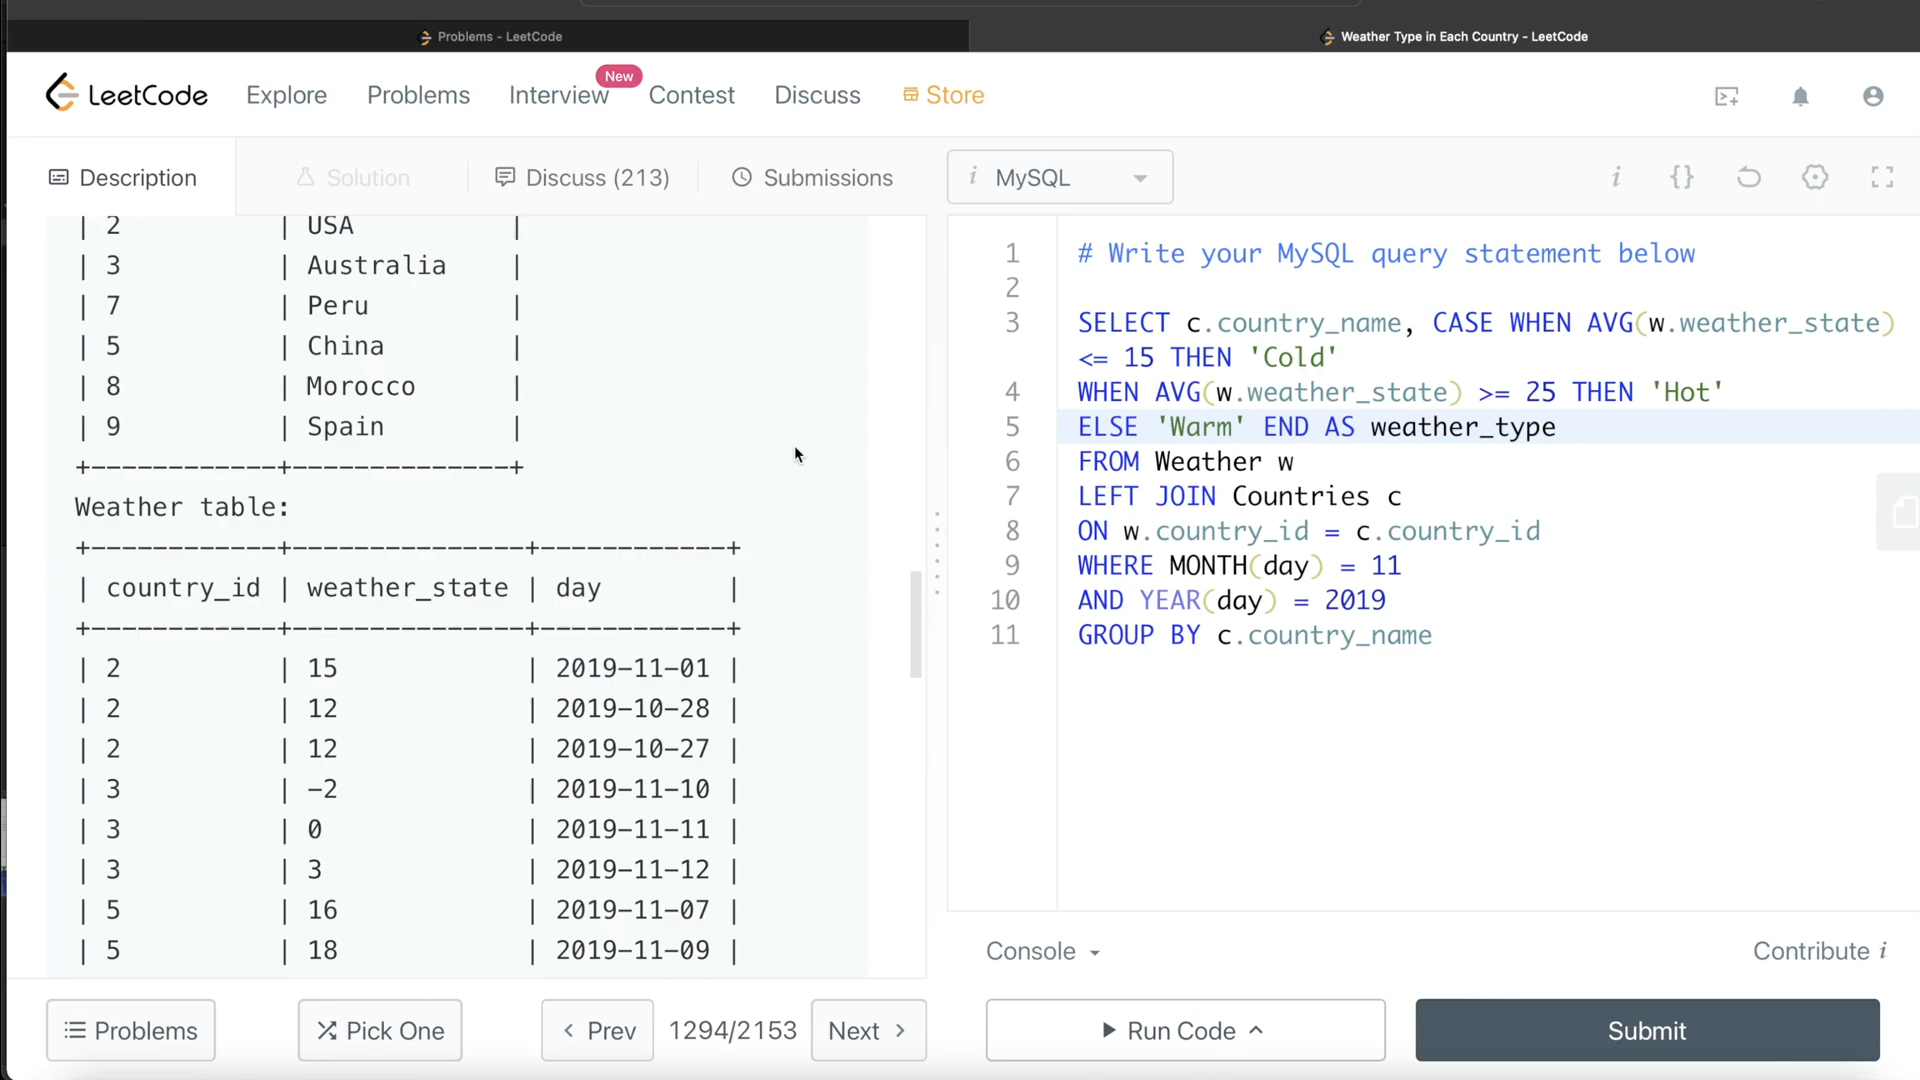 Problems - LeetCode
Weather Type in Each Country - LeetCode
LeetCode Explore Problems Interview New Contest Discuss Store
Description Solution Discuss (213) Submissions
i MySQL
| 2 | USA |
| 3 | Australia |
| 7 | Peru |
| 5 | China |
| 8 | Morocco |
| 9 | Spain |
+------------+---------------+
Weather table:
+------------+---------------+------------+
| country_id | weather_state | day |
+------------+---------------+------------+
| 2 | 15 | 2019-11-01 |
| 2 | 12 | 2019-10-28 |
| 2 | 12 | 2019-10-27 |
| 3 | -2 | 2019-11-10 |
| 3 | 0 | 2019-11-11 |
| 3 | 3 | 2019-11-12 |
| 5 | 16 | 2019-11-07 |
| 5 | 18 | 2019-11-09 |
Problems Pick One Prev 1294/2153 Next
i {}
1 # Write your MySQL query statement below
2
3 SELECT c.country_name, CASE WHEN AVG(w.weather_state)
<= 15 THEN 'Cold'
4 WHEN AVG(w.weather_state) >= 25 THEN 'Hot'
5 ELSE 'Warm' END AS weather_type
6 FROM Weather w
7 LEFT JOIN Countries c
8 ON w.country_id = c.country_id
9 WHERE MONTH(day) = 11
10 AND YEAR(day) = 2019
11 GROUP BY c.country_name
Console Contribute i
Run Code Submit